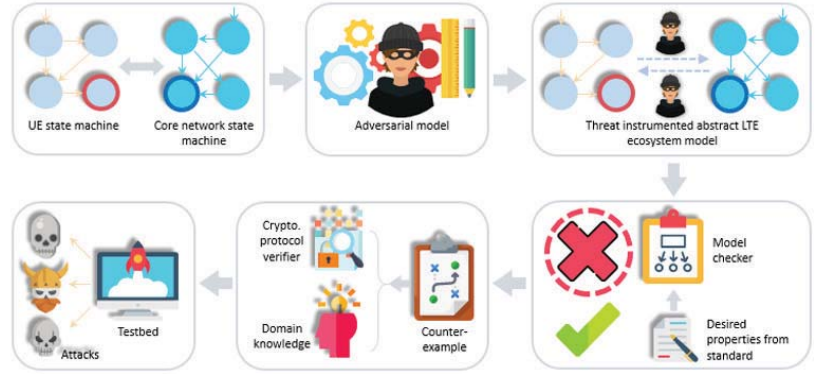 UE state machine
Core network state
machine
Adversarial model
Threat instrumented abstract LTE
ecosystem model
Crypto.
protocol
verifier
Domain
knowledge
Counter-
example
Model
checker
Desired
properties from
standard
Testbed
Attacks